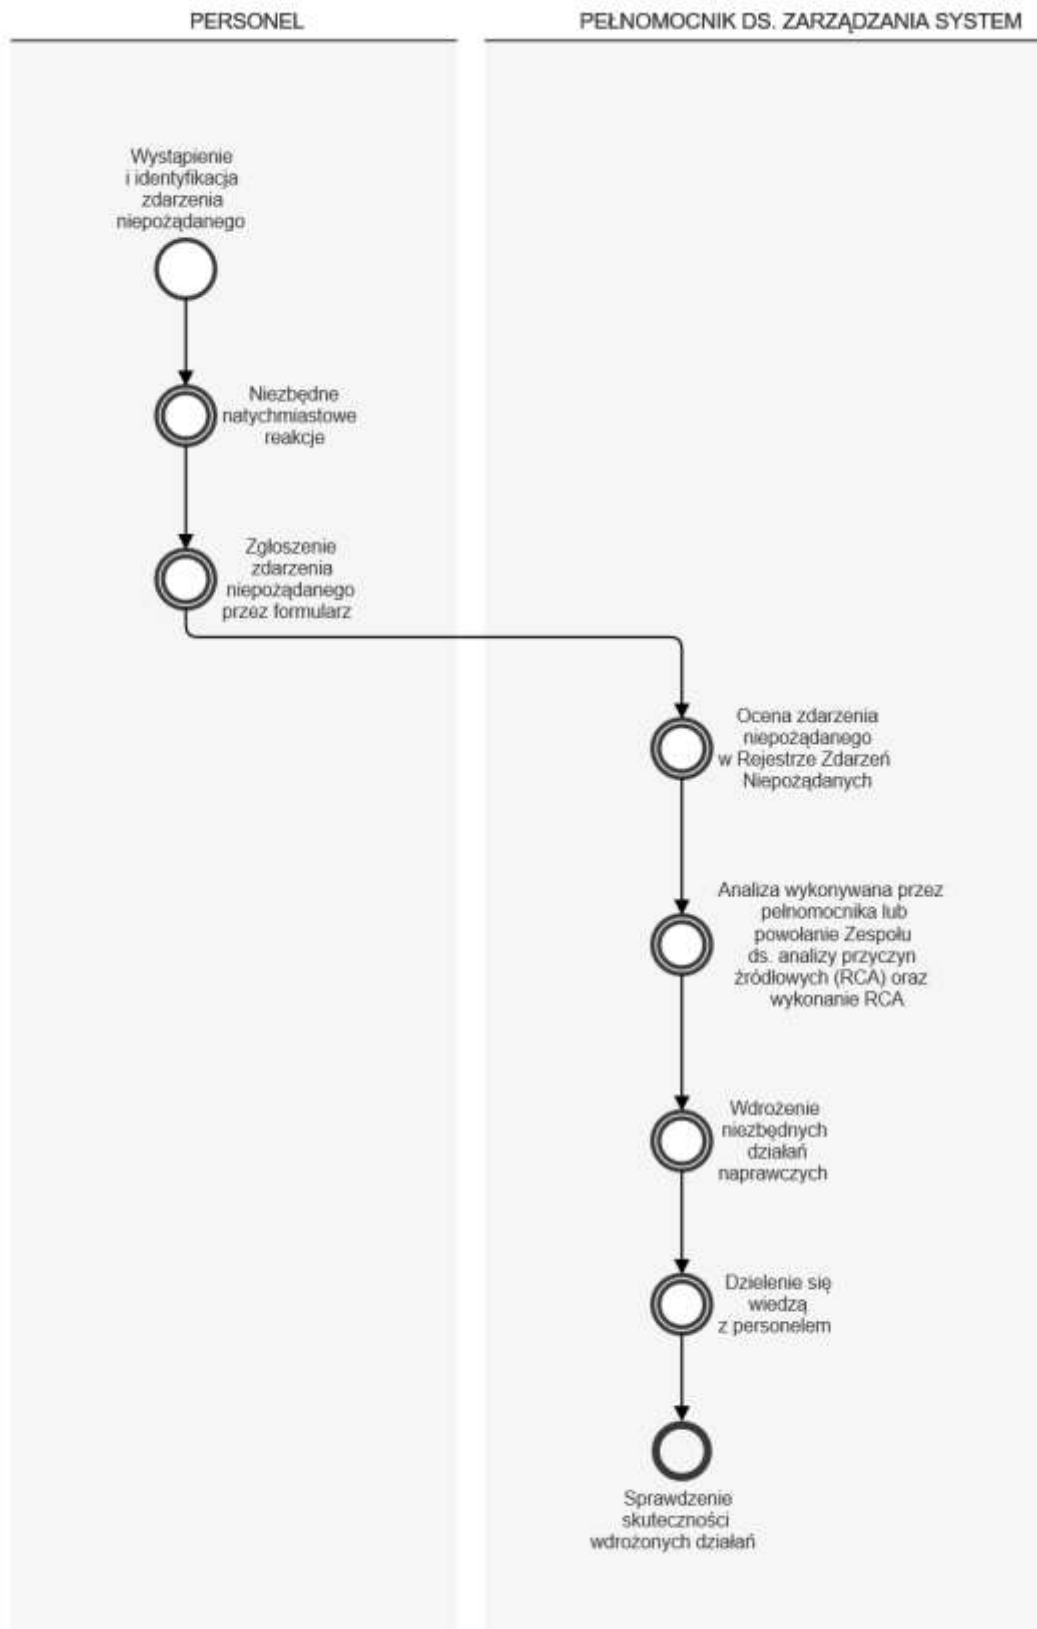 PERSONEL
PEŁNOMOCNIK DS. ZARZĄDZANIA SYSTEM
Wystąpienie
i identyfikacja
zdarzenia
niepożądanego
Niezbędne
natychmiastowe
reakcje
Zgłoszenie
zdarzenia
niepożądanego
przez formularz
Ocena zdarzenia
niepożądanego
w Rejestrze Zdarzeń
Niepożądanych
Analiza wykonywana przez
pełnomocnika lub
powołanie Zespołu
ds. analizy przyczyn
źródłowych (RCA) oraz
wykonanie RCA
Wdrożenie
niezbędnych
działań
naprawczych
Dzielenie się
wiedzą
z personelem
Sprawdzenie
skuteczności
wdrożonych działań